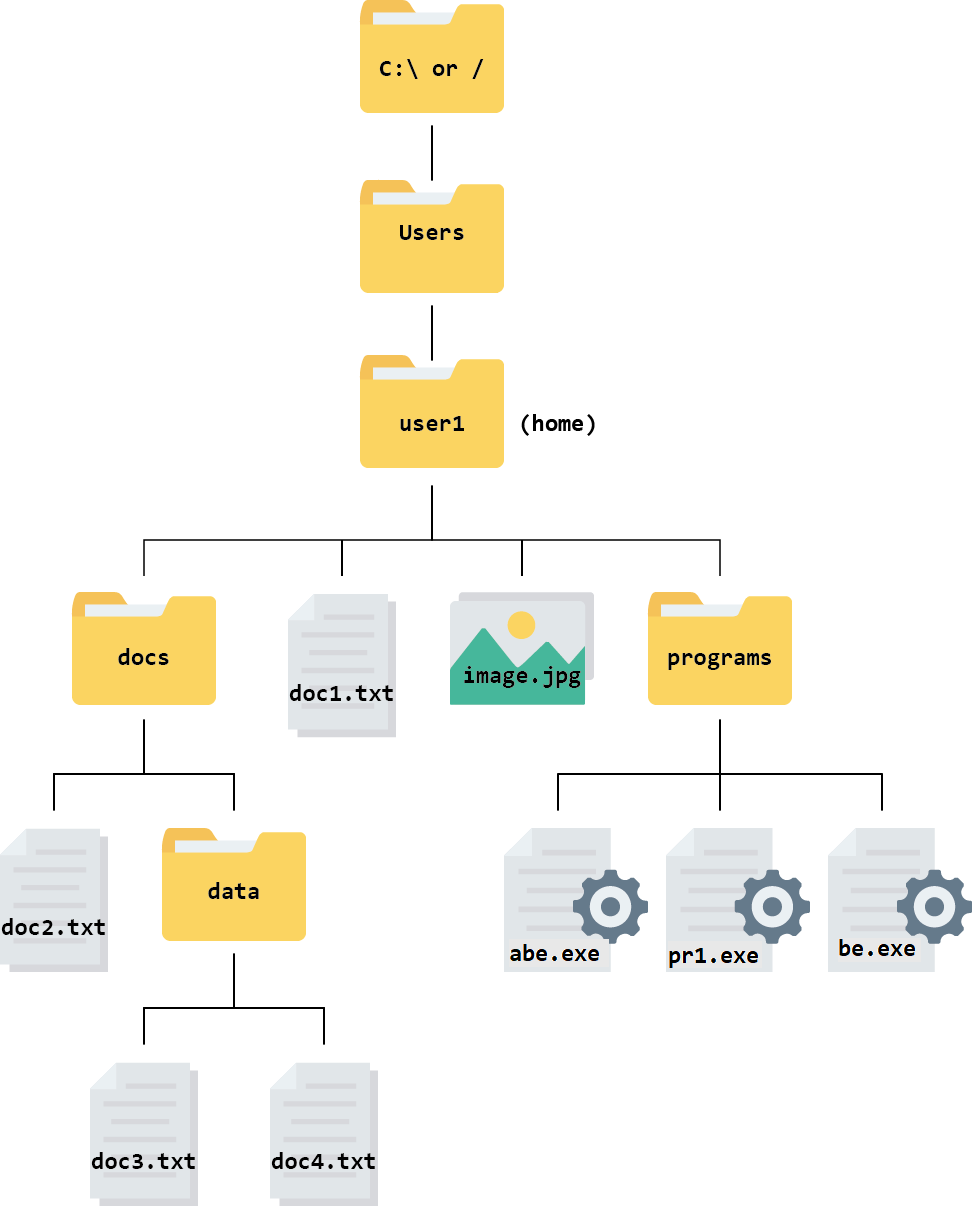 C:\ or /
Users
user1
(home)
docs
doc1.txt
image.jpg
programs
doc2.txt
data
abe.exe
pr1.exe
be.exe
doc3.txt
doc4.txt